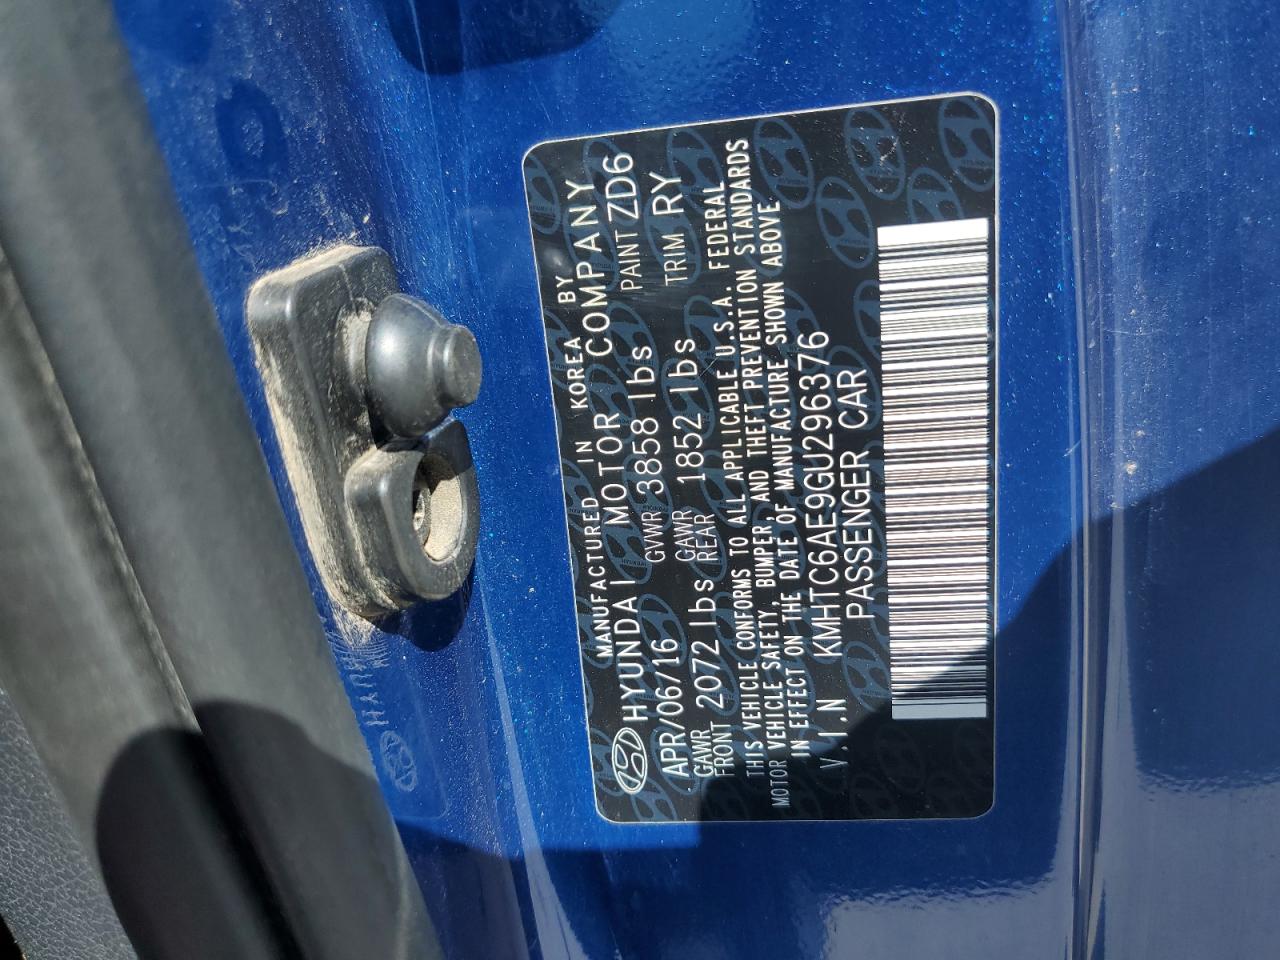 MANUFACTURED IN KOREA BY
HYUNDAI MOTOR COMPANY
APR/06/16 GVWR 3858 lbs PAINT ZD6
GAWR FRONT 2072 lbs GAWR REAR 1852 lbs TRIM RY
THIS VEHICLE CONFORMS TO ALL APPLICABLE U.S.A. FEDERAL
MOTOR VEHICLE SAFETY, BUMPER, AND THEFT PREVENTION STANDARDS
IN EFFECT ON THE DATE OF MANUFACTURE SHOWN ABOVE.
V.I.N KMHTC6AE9GU296376
PASSENGER CAR